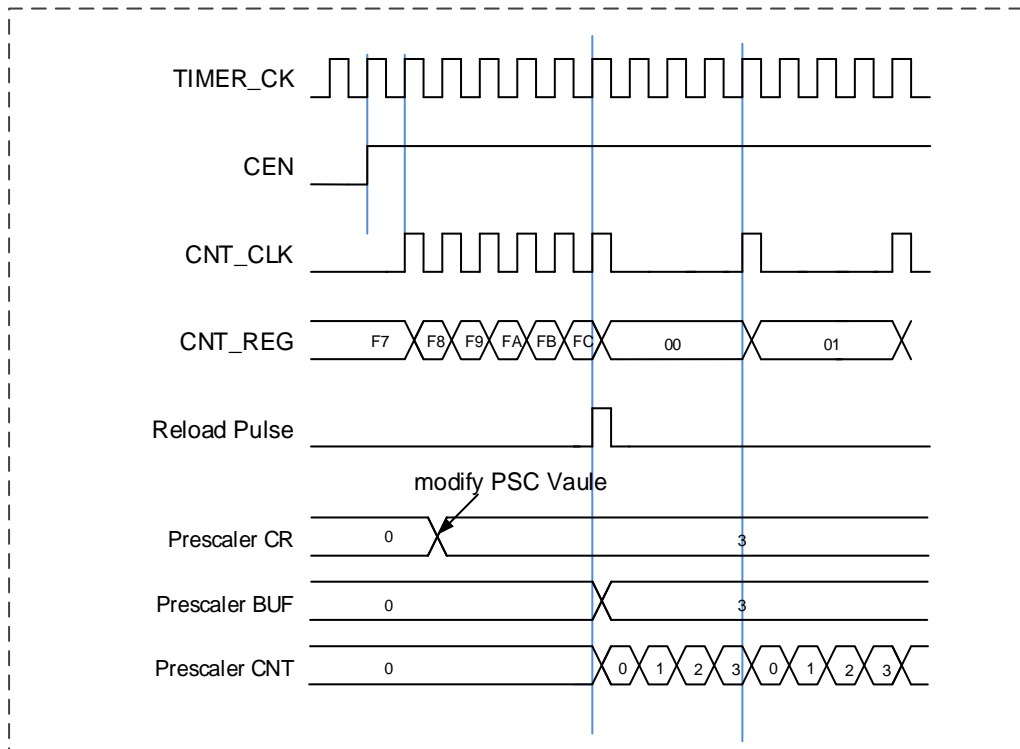 TIMER_CK
CEN
CNT_CLK
CNT_REG F7 F8 F9 FA FB FC 00 01
Reload Pulse
modify PSC Vaule
Prescaler CR 0 3
Prescaler BUF 0 3
Prescaler CNT 0 0 1 2 3 0 1 2 3